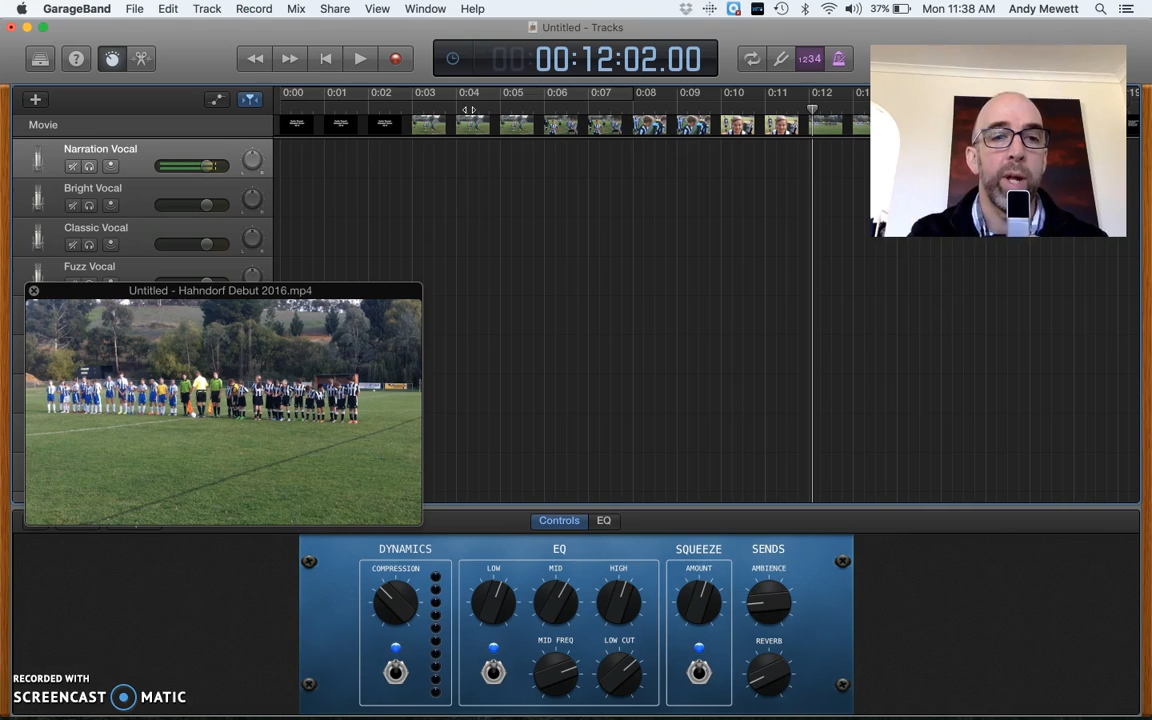 GarageBand File Edit Track Record Mix Share View Window Help 37% Mon 11:38 AM Andy Mewett
Untitled - Tracks
00:12:02.00
1234
0:00 0:01 0:02 0:03 0:04 0:05 0:06 0:07 0:08 0:09 0:10 0:11 0:12
Movie
Narration Vocal
L R
Bright Vocal
L R
Classic Vocal
L R
Fuzz Vocal
Untitled - Hahndorf Debut 2016.mp4
Controls EQ
DYNAMICS EQ SQUEEZE SENDS
COMPRESSION LOW MID HIGH AMOUNT AMBIENCE
MID FREQ LOW CUT REVERB
RECORDED WITH
SCREENCAST MATIC